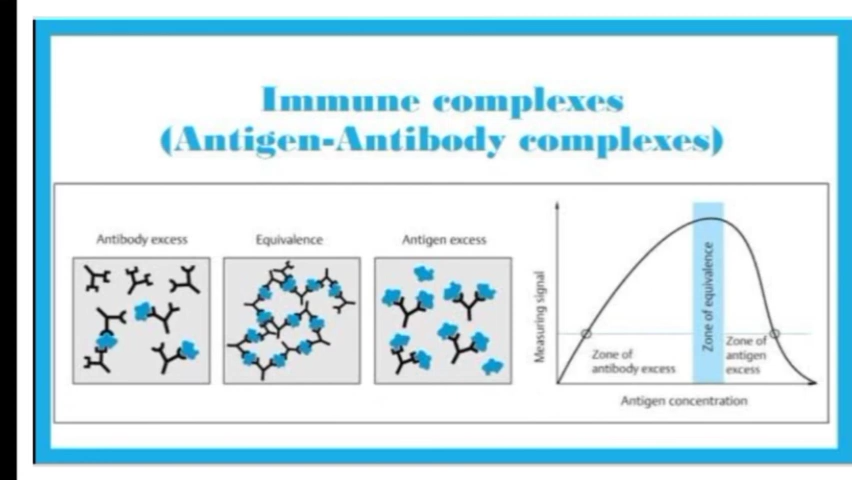 Immune complexes
(Antigen-Antibody complexes)
Antibody excess
Equivalence
Antigen excess
Measuring signal
Zone of
antibody excess
Zone of equivalence
Zone of
antigen
excess
Antigen concentration